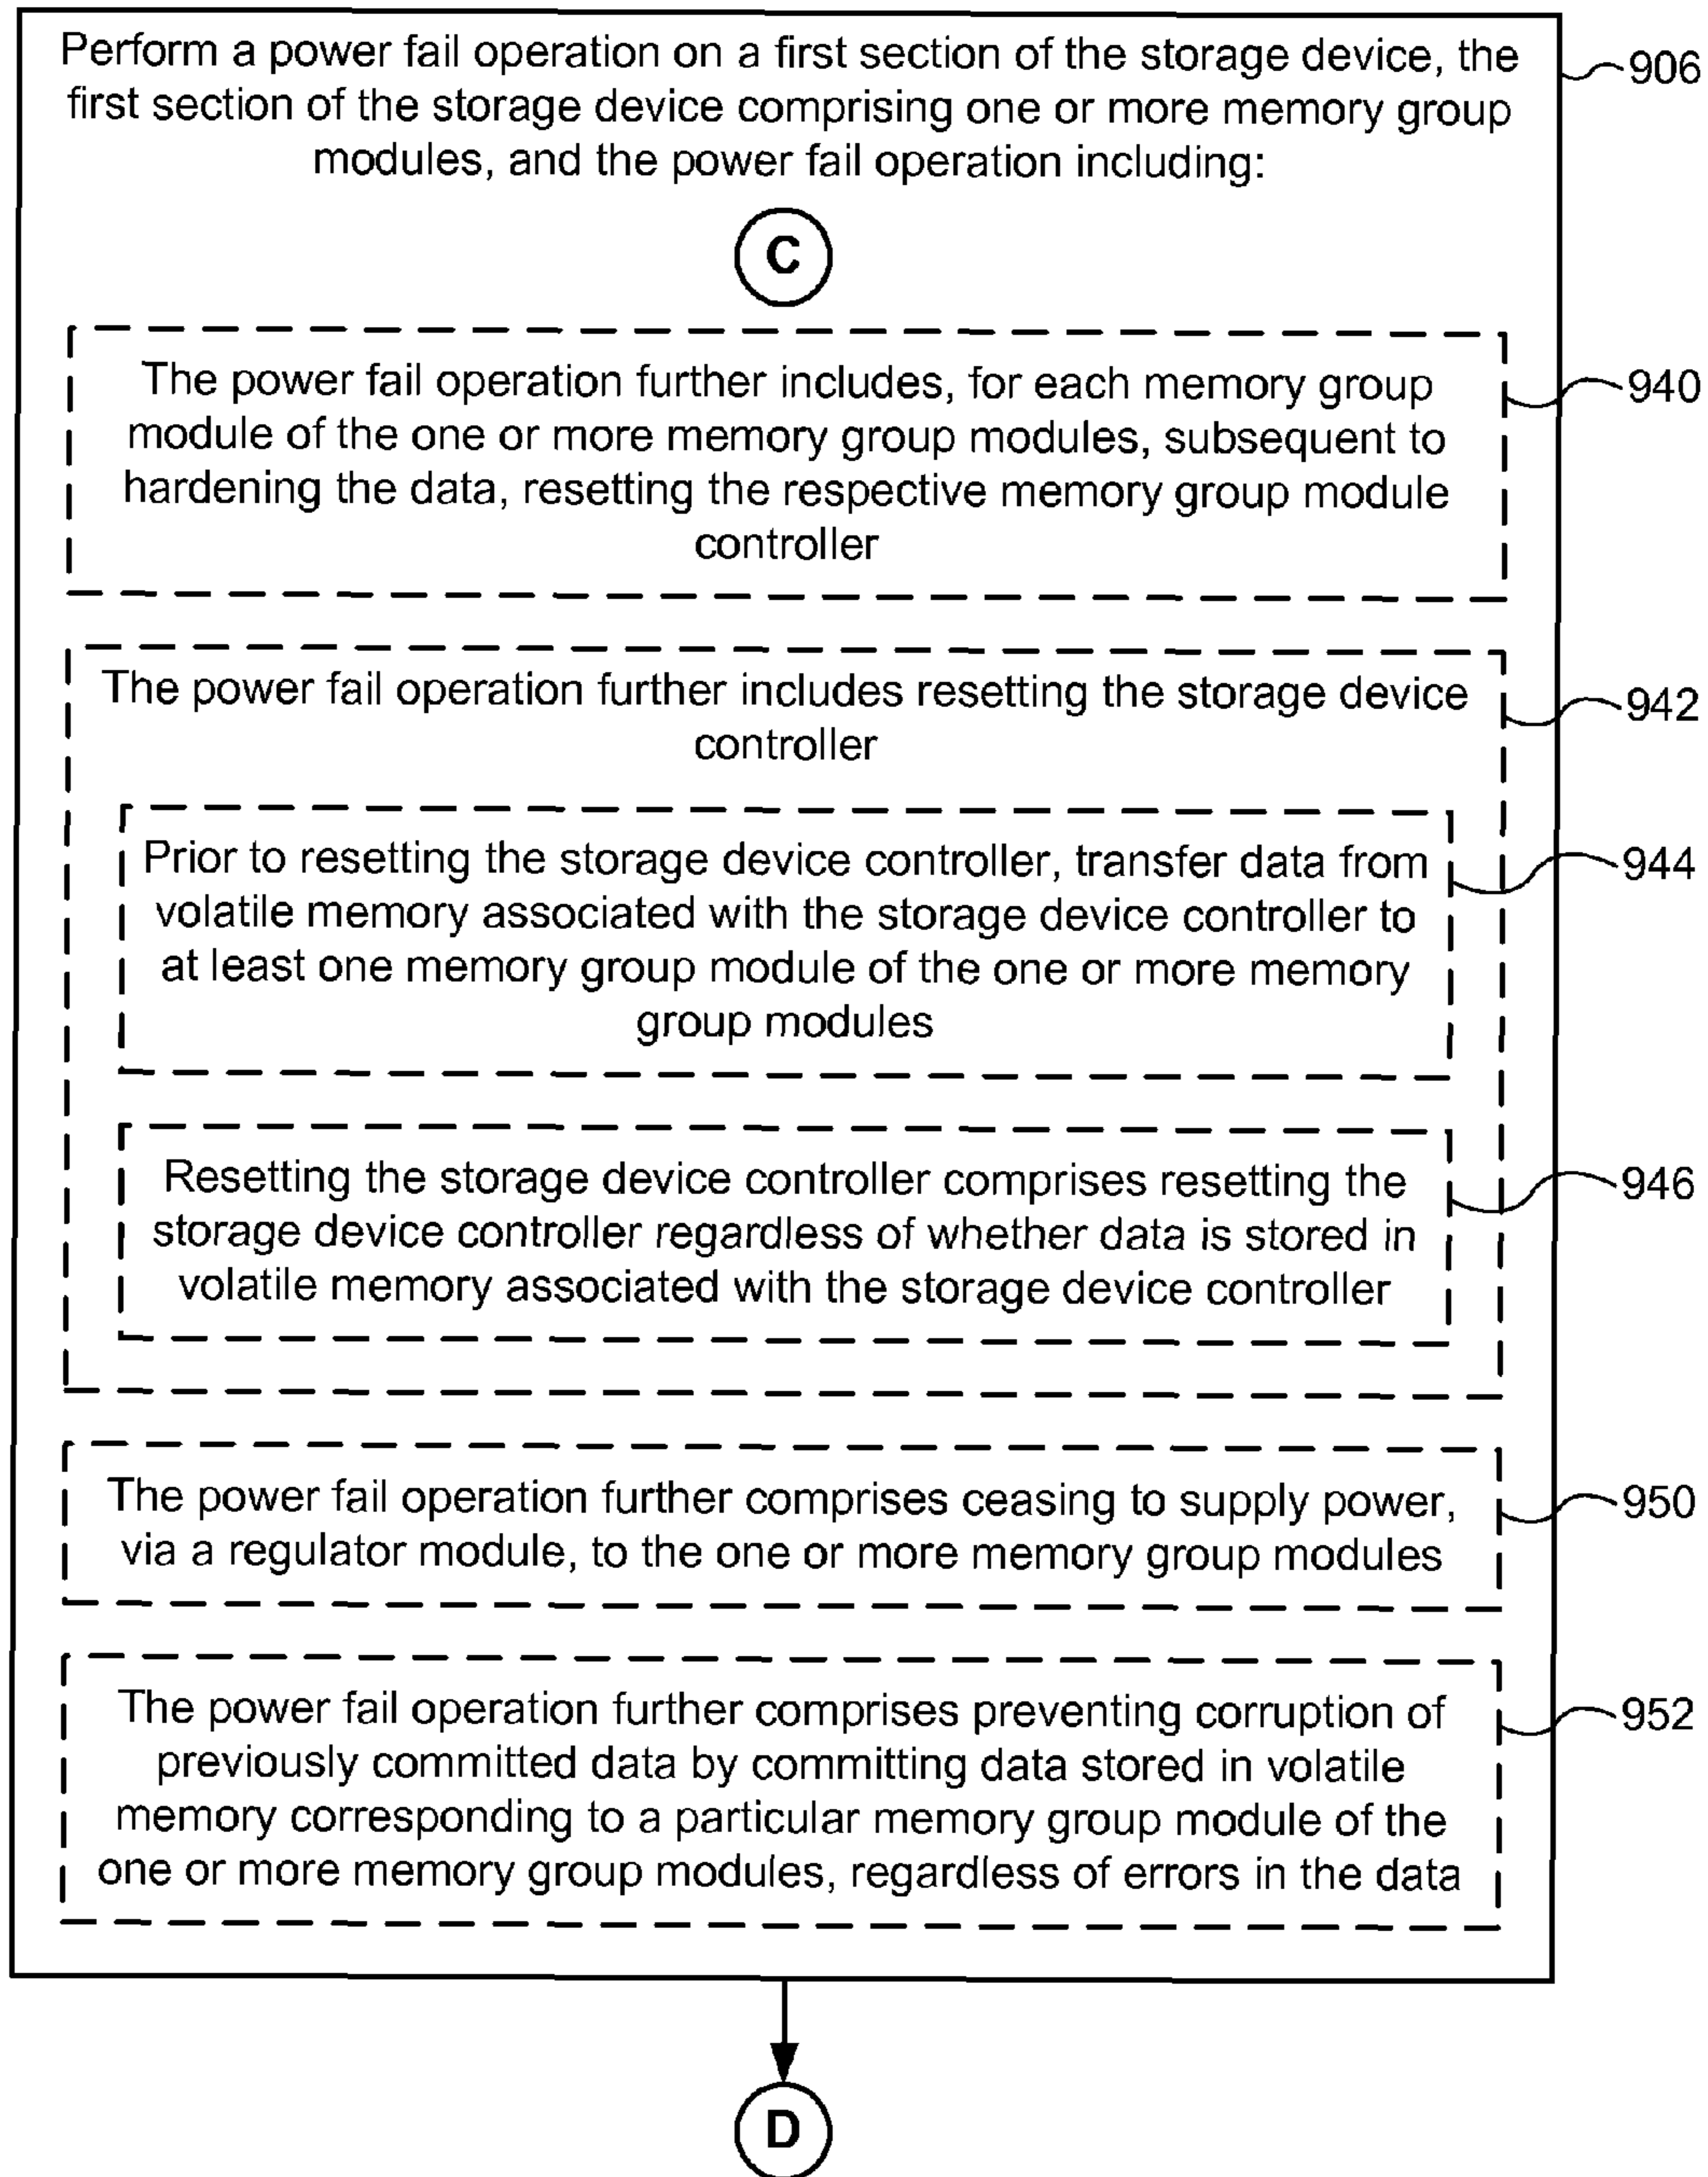 Perform a power fail operation on a first section of the storage device, the
first section of the storage device comprising one or more memory group
modules, and the power fail operation including:
906
C
The power fail operation further includes, for each memory group
module of the one or more memory group modules, subsequent to
hardening the data, resetting the respective memory group module
controller
940
The power fail operation further includes resetting the storage device
controller
942
Prior to resetting the storage device controller, transfer data from
volatile memory associated with the storage device controller to
at least one memory group module of the one or more memory
group modules
944
Resetting the storage device controller comprises resetting the
storage device controller regardless of whether data is stored in
volatile memory associated with the storage device controller
946
The power fail operation further comprises ceasing to supply power,
via a regulator module, to the one or more memory group modules
950
The power fail operation further comprises preventing corruption of
previously committed data by committing data stored in volatile
memory corresponding to a particular memory group module of the
one or more memory group modules, regardless of errors in the data
952
D